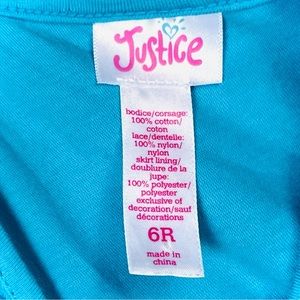 Justice
bodice/corsage:
100% cotton/
coton
lace/dentelle:
100% nylon/
nylon
skirt lining/
doublure de la
jupe:
100% polyester/
polyester
exclusive of
decoration/sauf
décorations
6R
made in
china